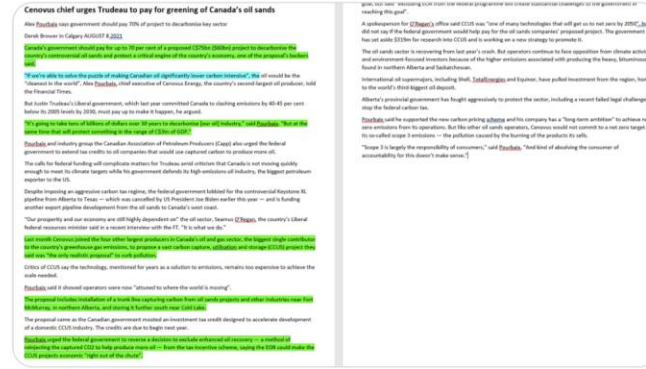 Cenovus chief urges Trudeau to pay for greening of Canada's oil sands
Alex Pourbaix says government should pay 70% of project to decarbonise key sector
Derek Brower in Calgary AUGUST 8 2021
Canada's government should pay for up to 70 per cent of a proposed C$75bn ($60bn) project to decarbonise the
country's controversial oil sands and protect a critical engine of the country's economy, one of the proposal's backers
said.
"If we're able to solve the puzzle of making Canadian oil significantly lower carbon intensive", the oil would be the
"cleanest in the world", Alex Pourbaix, chief executive of Cenovus Energy, the country's second-largest oil producer, told
the Financial Times.
But Justin Trudeau's Liberal government, which last year committed Canada to slashing emissions by 40-45 per cent
below its 2005 levels by 2030, must pay up to make it happen, he argued.
"It's going to take tens of billions of dollars over 30 years to decarbonise [our oil] industry," said Pourbaix. "But at the
same time that will protect something in the range of C$3tn of GDP."
Pourbaix and industry group the Canadian Association of Petroleum Producers (Capp) also urged the federal
government to extend tax credits to oil companies that would use captured carbon to produce more oil.
The calls for federal funding will complicate matters for Trudeau amid criticism that Canada is not moving quickly
enough to meet its climate targets while his government defends its high-emissions oil industry, the biggest petroleum
exporter to the US.
Despite imposing an aggressive carbon tax regime, the federal government lobbied for the controversial Keystone XL
pipeline from Alberta to Texas — which was cancelled by US President Joe Biden earlier this year — and is funding
another export pipeline development from the oil sands to Canada's west coast.
"Our prosperity and our economy are still highly dependent" on the oil sector, Seamus O'Regan, the country's Liberal
federal resources minister said in a recent interview with the FT. "It is what we do."
Last month Cenovus joined the four other largest producers in Canada's oil and gas sector, the biggest single contributor
to the country's greenhouse gas emissions, to propose a vast carbon capture, utilisation and storage (CCUS) project they
said was "the only realistic proposal" to curb pollution.
Critics of CCUS say the technology, mentioned for years as a solution to emissions, remains too expensive to achieve the
scale needed.
Pourbaix said it showed operators were now "attuned to where the world is moving".
The proposal includes installation of a trunk line capturing carbon from oil sands projects and other industries near Fort
McMurray, in northern Alberta, and storing it further south near Cold Lake.
The proposal came as the Canadian government mooted an investment tax credit designed to accelerate development
of a domestic CCUS industry. The credits are due to begin next year.
Pourbaix urged the federal government to reverse a decision to exclude enhanced oil recovery — a method of
reinjecting the captured CO2 to help produce more oil — from the tax incentive scheme, saying the EOR could make the
CCUS projects economic "right out of the chute".
reaching this goal".
A spokesperson for O'Regan's office said CCUS was "one of many technologies that will get us to net zero by 2050",
did not say if the federal government would help pay for the oil sands companies' proposed project. The government
has set aside $319m for research into CCUS and is working on a new strategy to promote it.
The oil sands sector is recovering from last year's crash. But operators continue to face opposition from climate
and environment-focused investors because of the higher emissions associated with producing the heavy,
found in northern Alberta and Saskatchewan.
International oil supermajors, including Shell, TotalEnergies and Equinor, have pulled investment from the region,
to the world's third-biggest oil deposit.
Alberta's provincial government has fought aggressively to protect the sector, including a recent failed legal
stop the federal carbon tax.
Pourbaix said he supported the new carbon pricing scheme and his company has a "long-term ambition" to achieve
zero emissions from its operations. But like other oil sands operators, Cenovus would not commit to a net zero target
its so-called scope 3 emissions — the pollution caused by the burning of the products its sells.
"Scope 3 is largely the responsibility of consumers," said Pourbaix. "And kind of absolving the consumer of
accountability for this doesn't make sense."